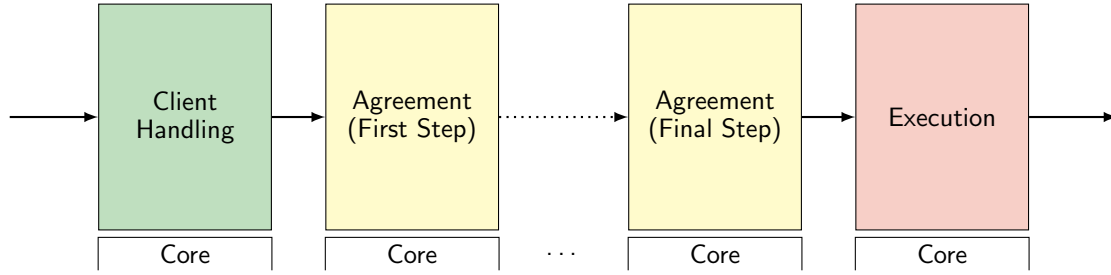 Client
Handling
Agreement
(First Step)
Agreement
(Final Step)
Execution
Core
Core
...
Core
Core